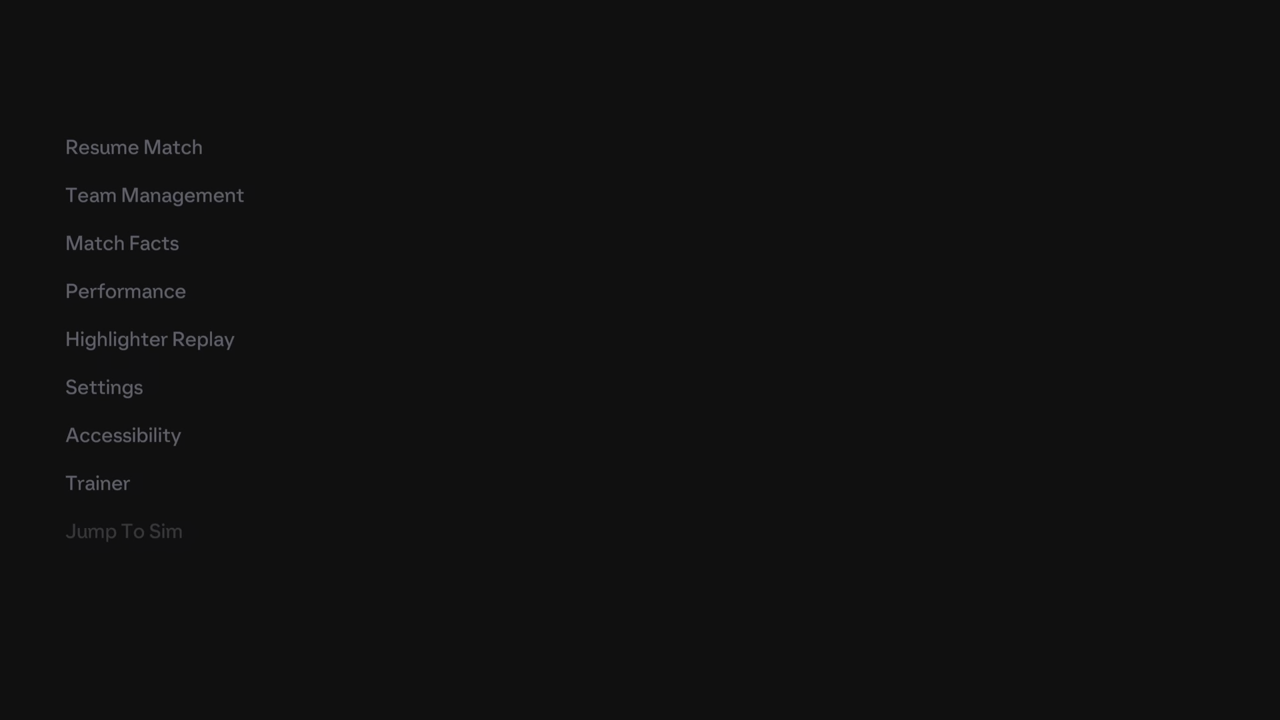 Resume Match
Team Management
Match Facts
Performance
Highlighter Replay
Settings
Accessibility
Trainer
Jump To Sim